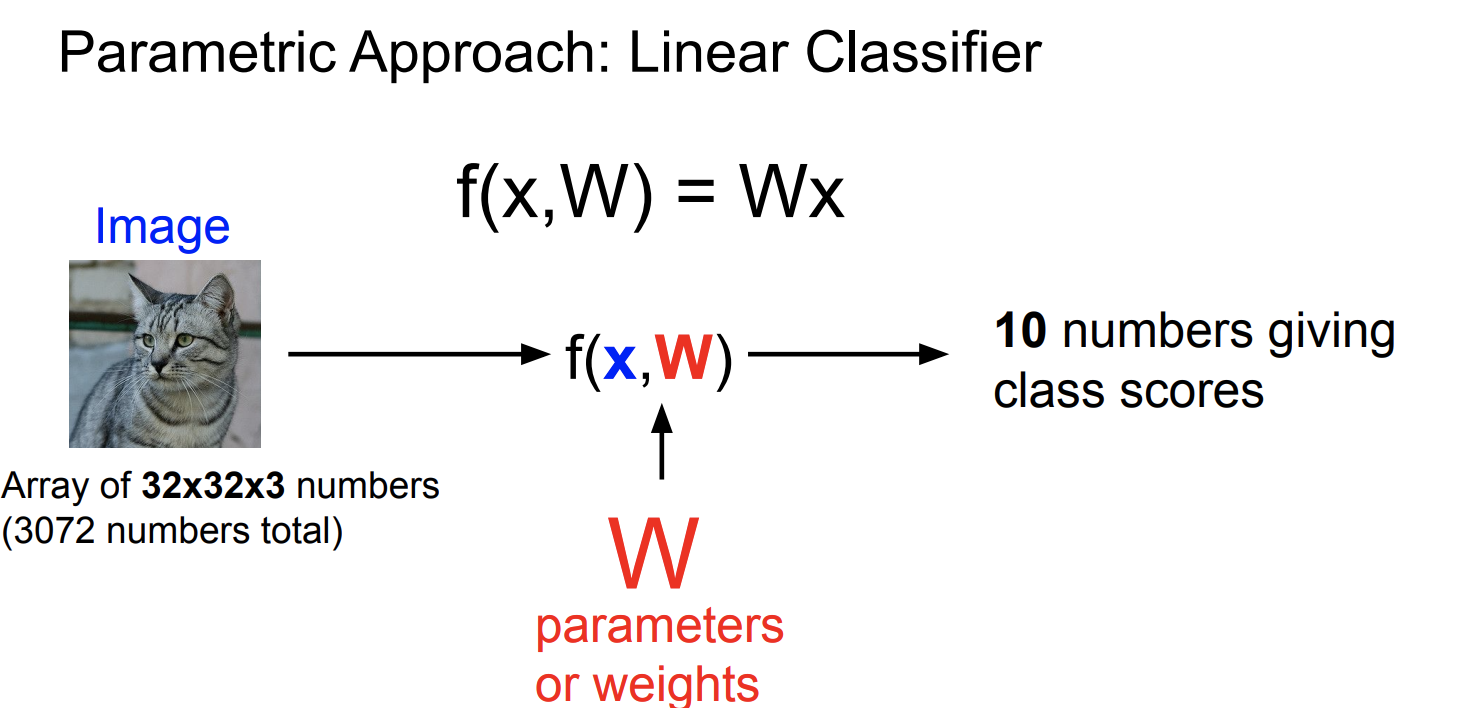 Parametric Approach: Linear Classifier
f(x,W) = Wx
Image
f(x,W)
10 numbers giving
class scores
Array of 32x32x3 numbers
(3072 numbers total)
W
parameters
or weights